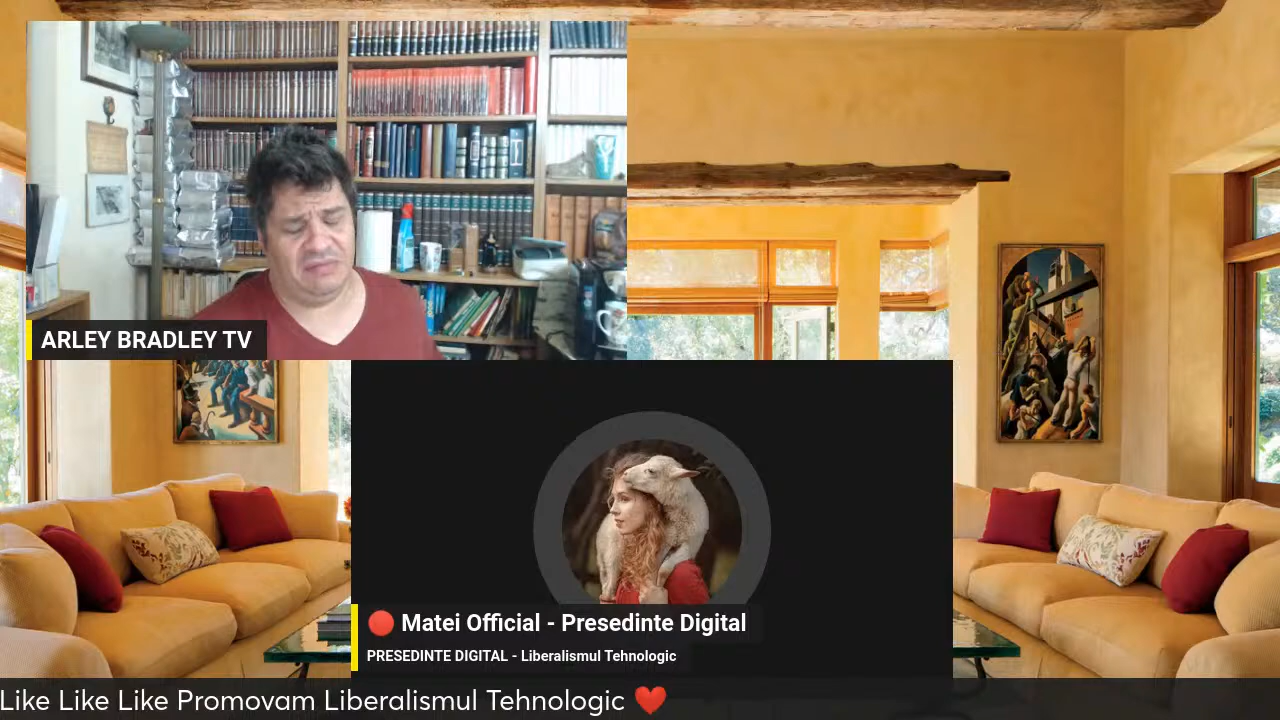 ARLEY BRADLEY TV
🔴 Matei Official - Presedinte Digital
PRESEDINTE DIGITAL - Liberalismul Tehnologic
Like Like Like Promovam Liberalismul Tehnologic ❤️